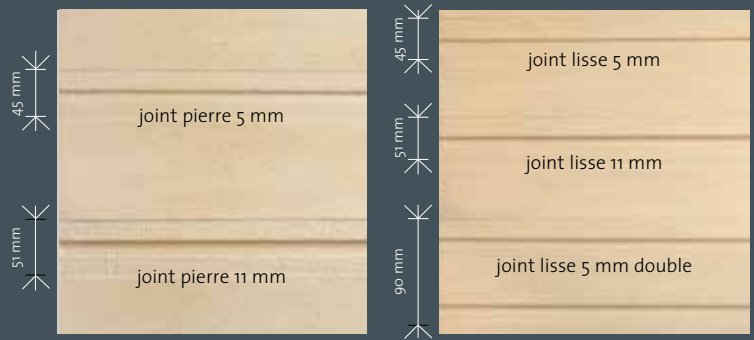 45 mm
joint pierre 5 mm
51 mm
joint pierre 11 mm
45 mm
joint lisse 5 mm
51 mm
joint lisse 11 mm
90 mm
joint lisse 5 mm double